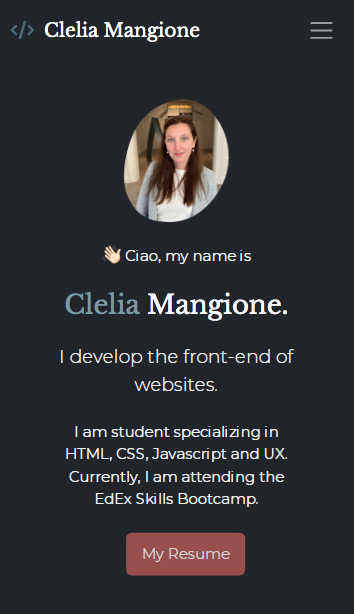 </> Clelia Mangione
👋🏻 Ciao, my name is
Clelia Mangione.
I develop the front-end of
websites.
I am student specializing in
HTML, CSS, Javascript and UX.
Currently, I am attending the
EdEx Skills Bootcamp.
My Resume